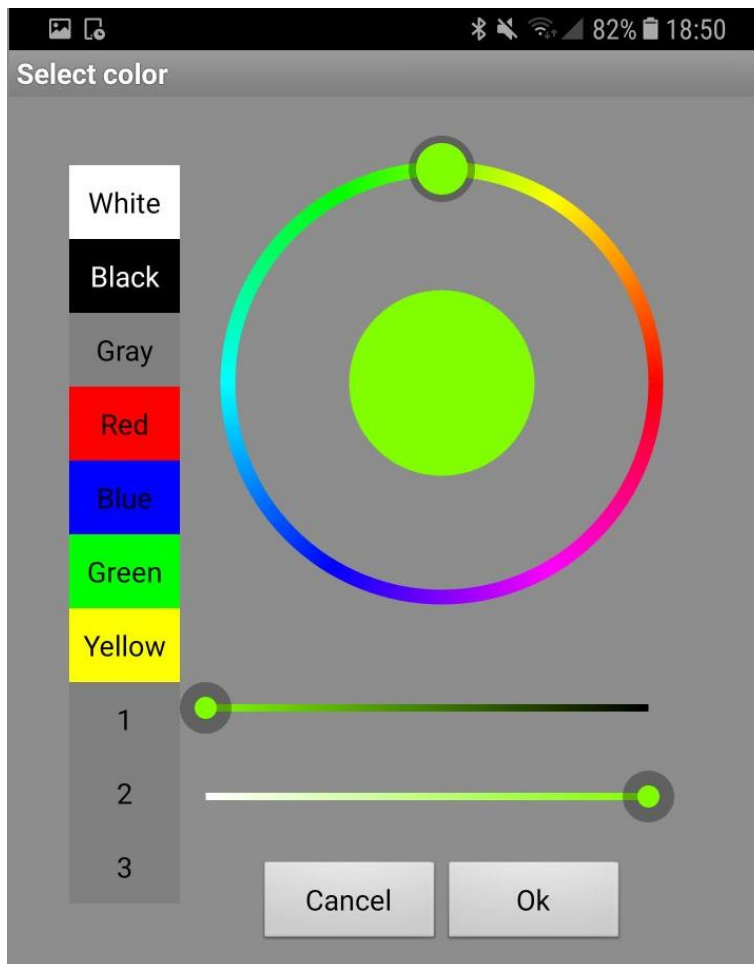 82% 18:50
Select color
White
Black
Gray
Red
Blue
Green
Yellow
1
2
3
Cancel Ok